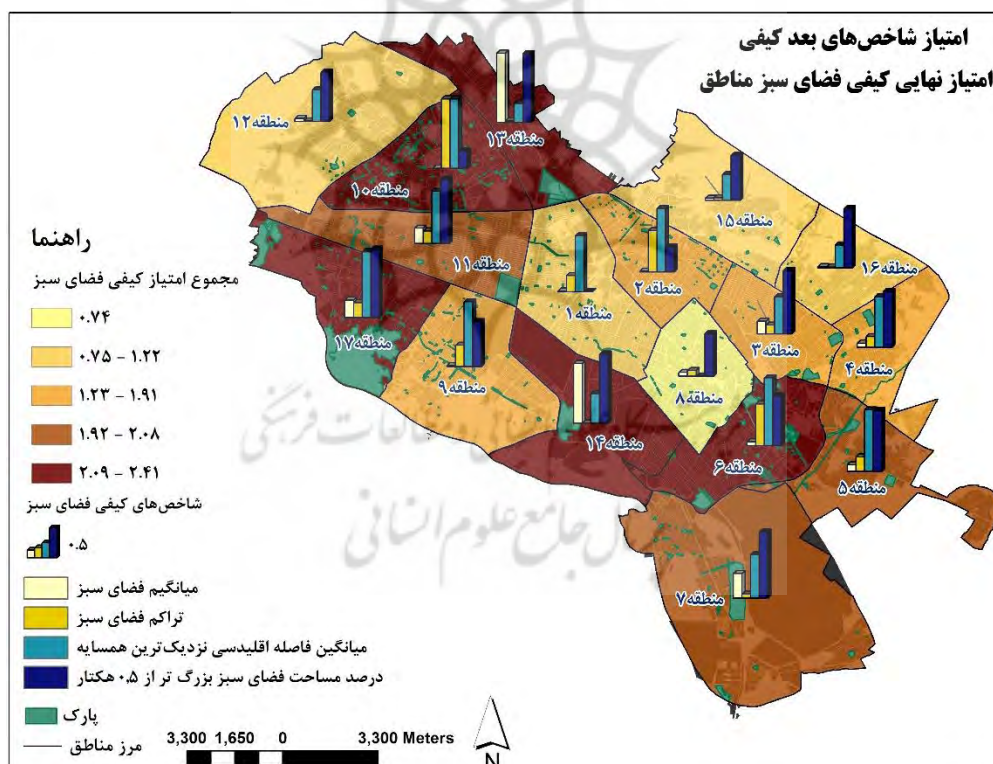 امتیاز شاخص‌های بعد کیفی
امتیاز نهایی کیفی فضای سبز مناطق
منطقه۱۲
منطقه۱۳
منطقه۱۰
منطقه۱۵
منطقه۱۶
منطقه۱۱
منطقه۲
منطقه۱
منطقه۳
منطقه۴
منطقه۱۷
منطقه۹
منطقه۸
منطقه۱۴
منطقه۶
منطقه۵
منطقه۷
راهنما
مجموع امتیاز کیفی فضای سبز
۰.۷۴
۰.۷۵ - ۱.۲۲
۱.۲۳ - ۱.۹۱
۱.۹۲ - ۲.۰۸
۲.۰۹ - ۲.۴۱
شاخص‌های کیفی فضای سبز
۰.۵
میانگیم فضای سبز
تراکم فضای سبز
میانگین فاصله اقلیدسی نزدیک‌ترین همسایه
درصد مساحت فضای سبز بزرگ تر از ۰.۵ هکتار
پارک
مرز مناطق
3,300 1,650 0 3,300 Meters
N
جامع علوم انسانی